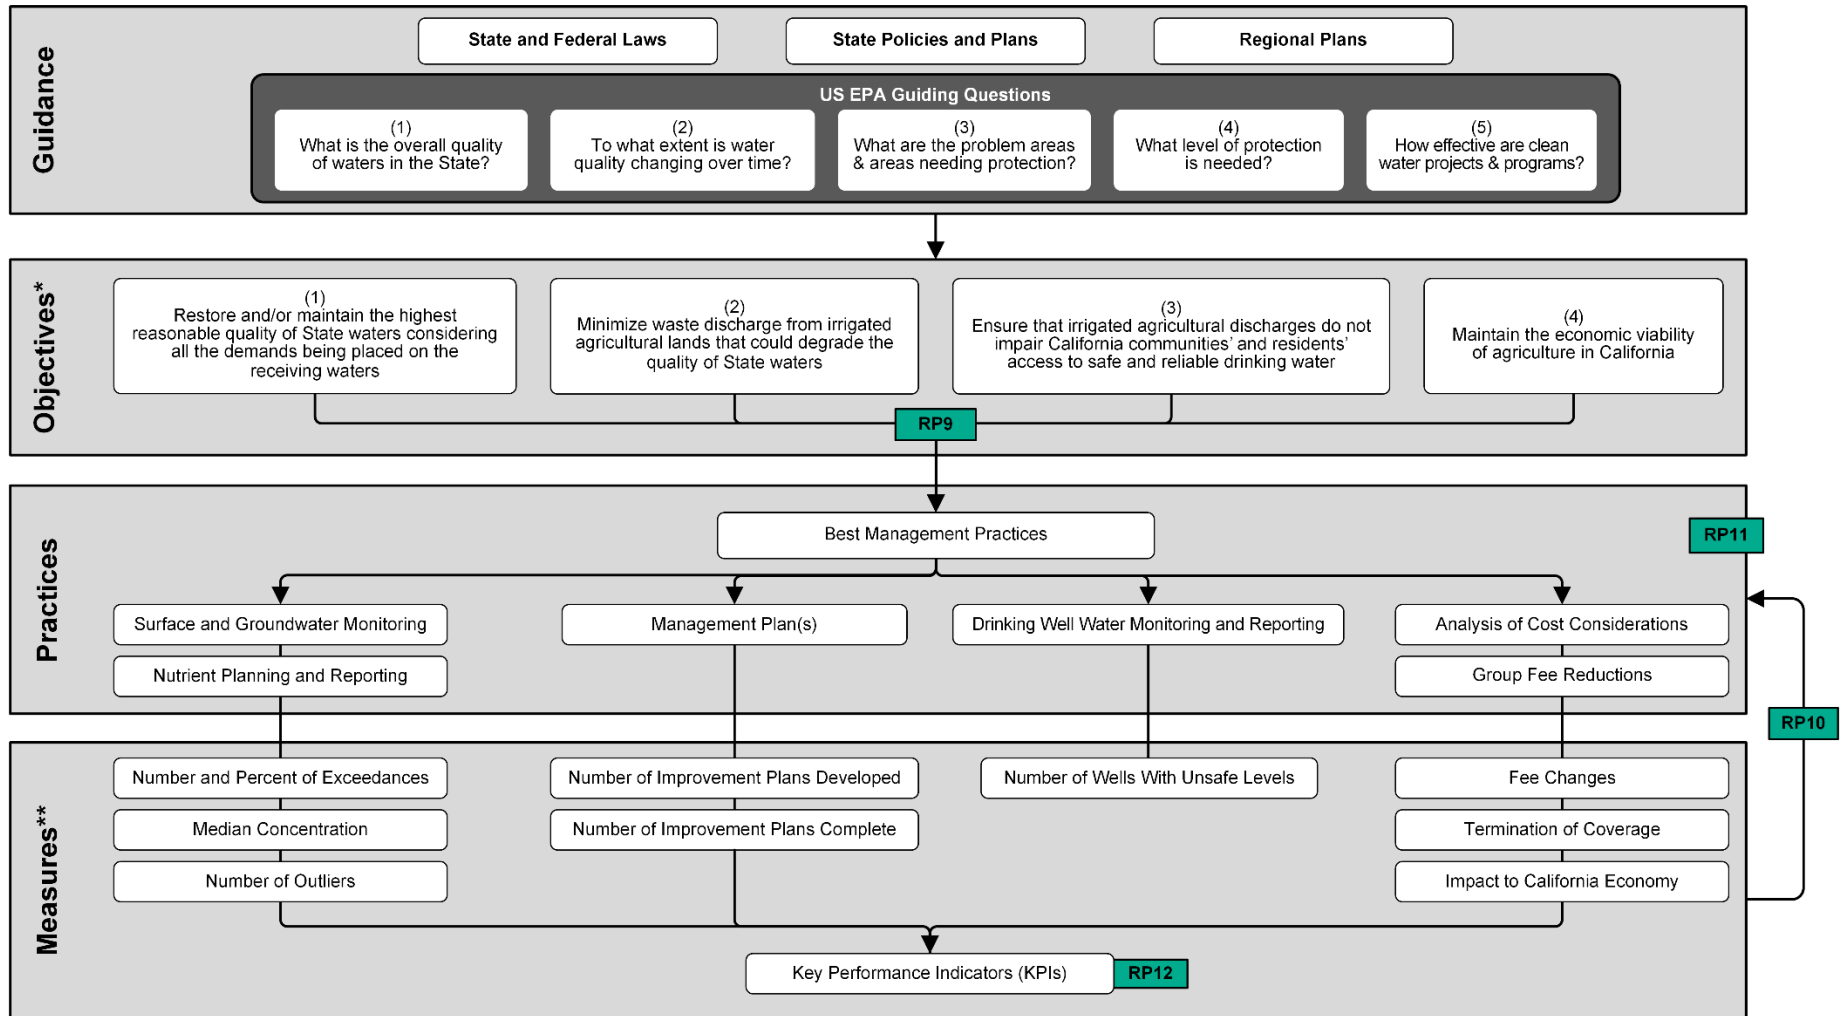 Guidance
State and Federal Laws
State Policies and Plans
Regional Plans
US EPA Guiding Questions
(1)
What is the overall quality
of waters in the State?
(2)
To what extent is water
quality changing over time?
(3)
What are the problem areas
& areas needing protection?
(4)
What level of protection
is needed?
(5)
How effective are clean
water projects & programs?
Objectives*
(1)
Restore and/or maintain the highest
reasonable quality of State waters considering
all the demands being placed on the
receiving waters
(2)
Minimize waste discharge from irrigated
agricultural lands that could degrade the
quality of State waters
(3)
Ensure that irrigated agricultural discharges do not
impair California communities’ and residents’
access to safe and reliable drinking water
(4)
Maintain the economic viability
of agriculture in California
RP9
Practices
Best Management Practices
RP11
Surface and Groundwater Monitoring
Management Plan(s)
Drinking Well Water Monitoring and Reporting
Analysis of Cost Considerations
Nutrient Planning and Reporting
Group Fee Reductions
RP10
Measures**
Number and Percent of Exceedances
Number of Improvement Plans Developed
Number of Wells With Unsafe Levels
Fee Changes
Median Concentration
Number of Improvement Plans Complete
Termination of Coverage
Number of Outliers
Impact to California Economy
Key Performance Indicators (KPIs)
RP12